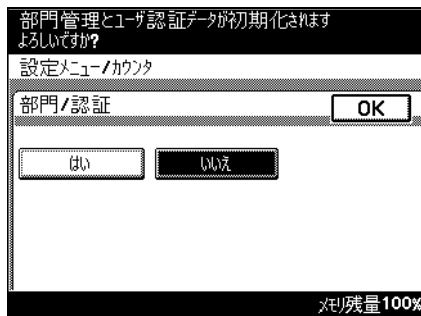 部門管理とユーザ認証データが初期化されます
よろしいですか?
設定メニュー/カウンタ
部門/認証
OK
はい
いいえ
メモリ残量100%